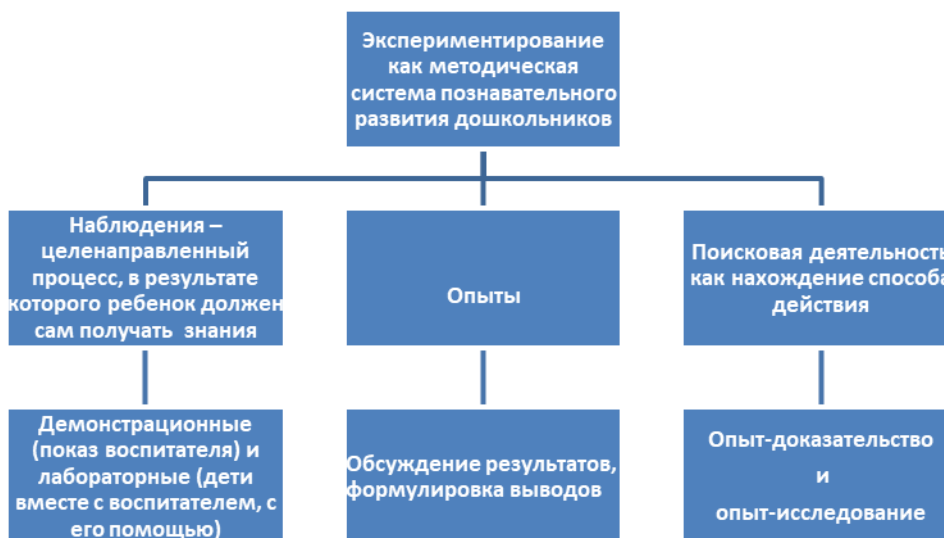 Экспериментирование
как методическая
система познавательного
развития дошкольников
Наблюдения –
целенаправленный
процесс, в результате
которого ребенок должен
сам получать знания
Опыты
Поисковая деятельность
как нахождение способа
действия
Демонстрационные
(показ воспитателя) и
лабораторные (дети
вместе с воспитателем, с
его помощью)
Обсуждение результатов,
формулировка выводов
Опыт-доказательство
и
опыт-исследование